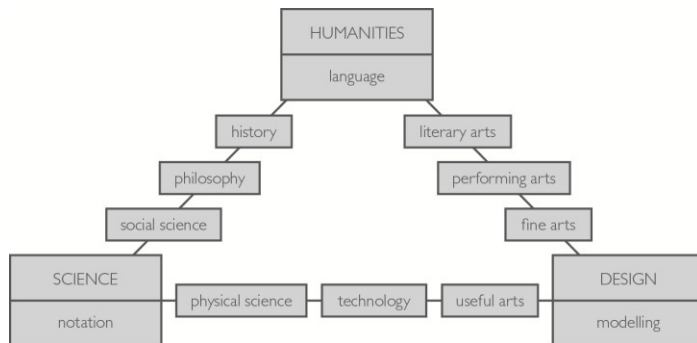 HUMANITIES
language
history
literary arts
philosophy
performing arts
social science
fine arts
SCIENCE
notation
physical science
technology
useful arts
DESIGN
modelling